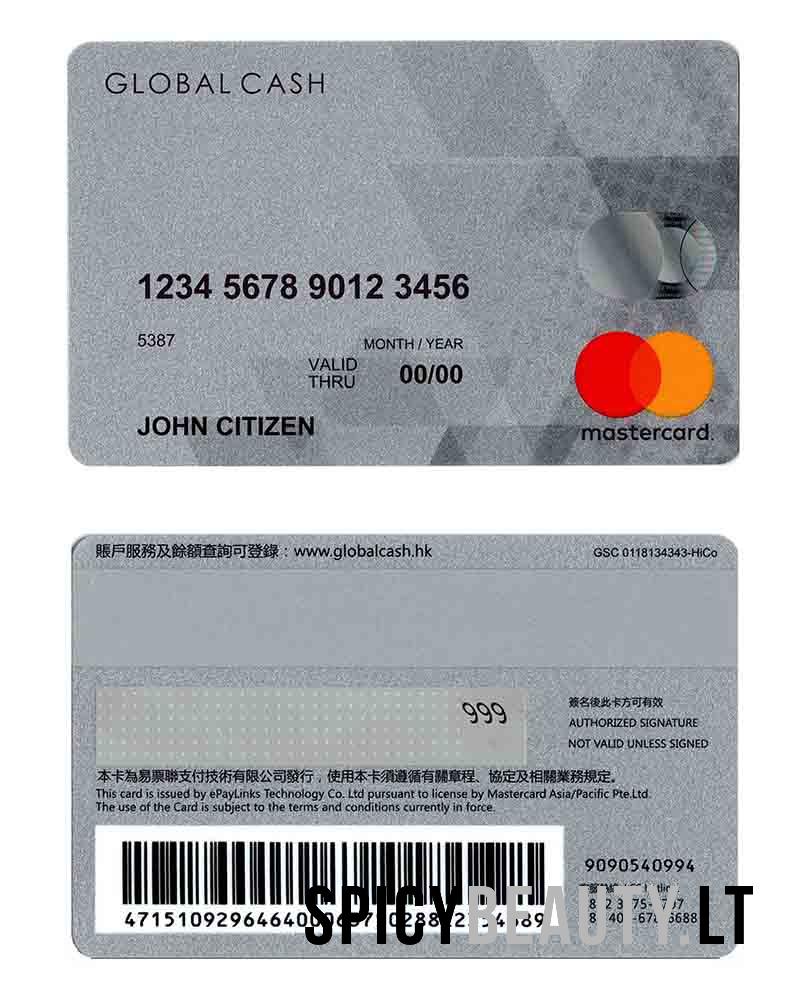 GLOBAL CASH
1234 5678 9012 3456
5387
MONTH / YEAR
VALID THRU 00/00
JOHN CITIZEN
mastercard.
賬戶服務及餘額查詢可登錄：www.globalcash.hk
GSC 0118134343-HiCo
999
簽名後此卡方可有效
AUTHORIZED SIGNATURE
NOT VALID UNLESS SIGNED
本卡為易票聯支付技術有限公司發行，使用本卡須遵循有關章程、協定及相關業務規定。
This card is issued by ePayLinks Technology Co. Ltd pursuant to license by Mastercard Asia/Pacific Pte.Ltd.
The use of the Card is subject to the terms and conditions currently in force.
9090540994
SPICYBEAUTY.LT